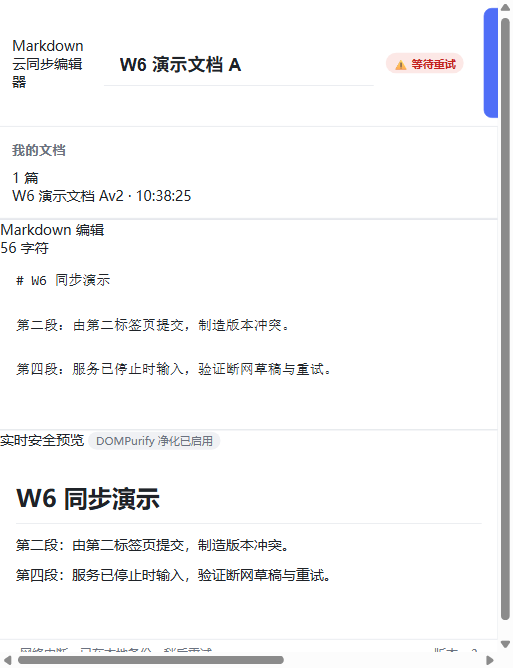 Markdown
云同步编辑
器
W6 演示文档 A
⚠ 等待重试
我的文档
1 篇
W6 演示文档 Av2 · 10:38:25
Markdown 编辑
56 字符
# W6 同步演示
第二段：由第二标签页提交，制造版本冲突。
第四段：服务已停止时输入，验证断网草稿与重试。
实时安全预览 DOMPurify 净化已启用
W6 同步演示
第二段：由第二标签页提交，制造版本冲突。
第四段：服务已停止时输入，验证断网草稿与重试。